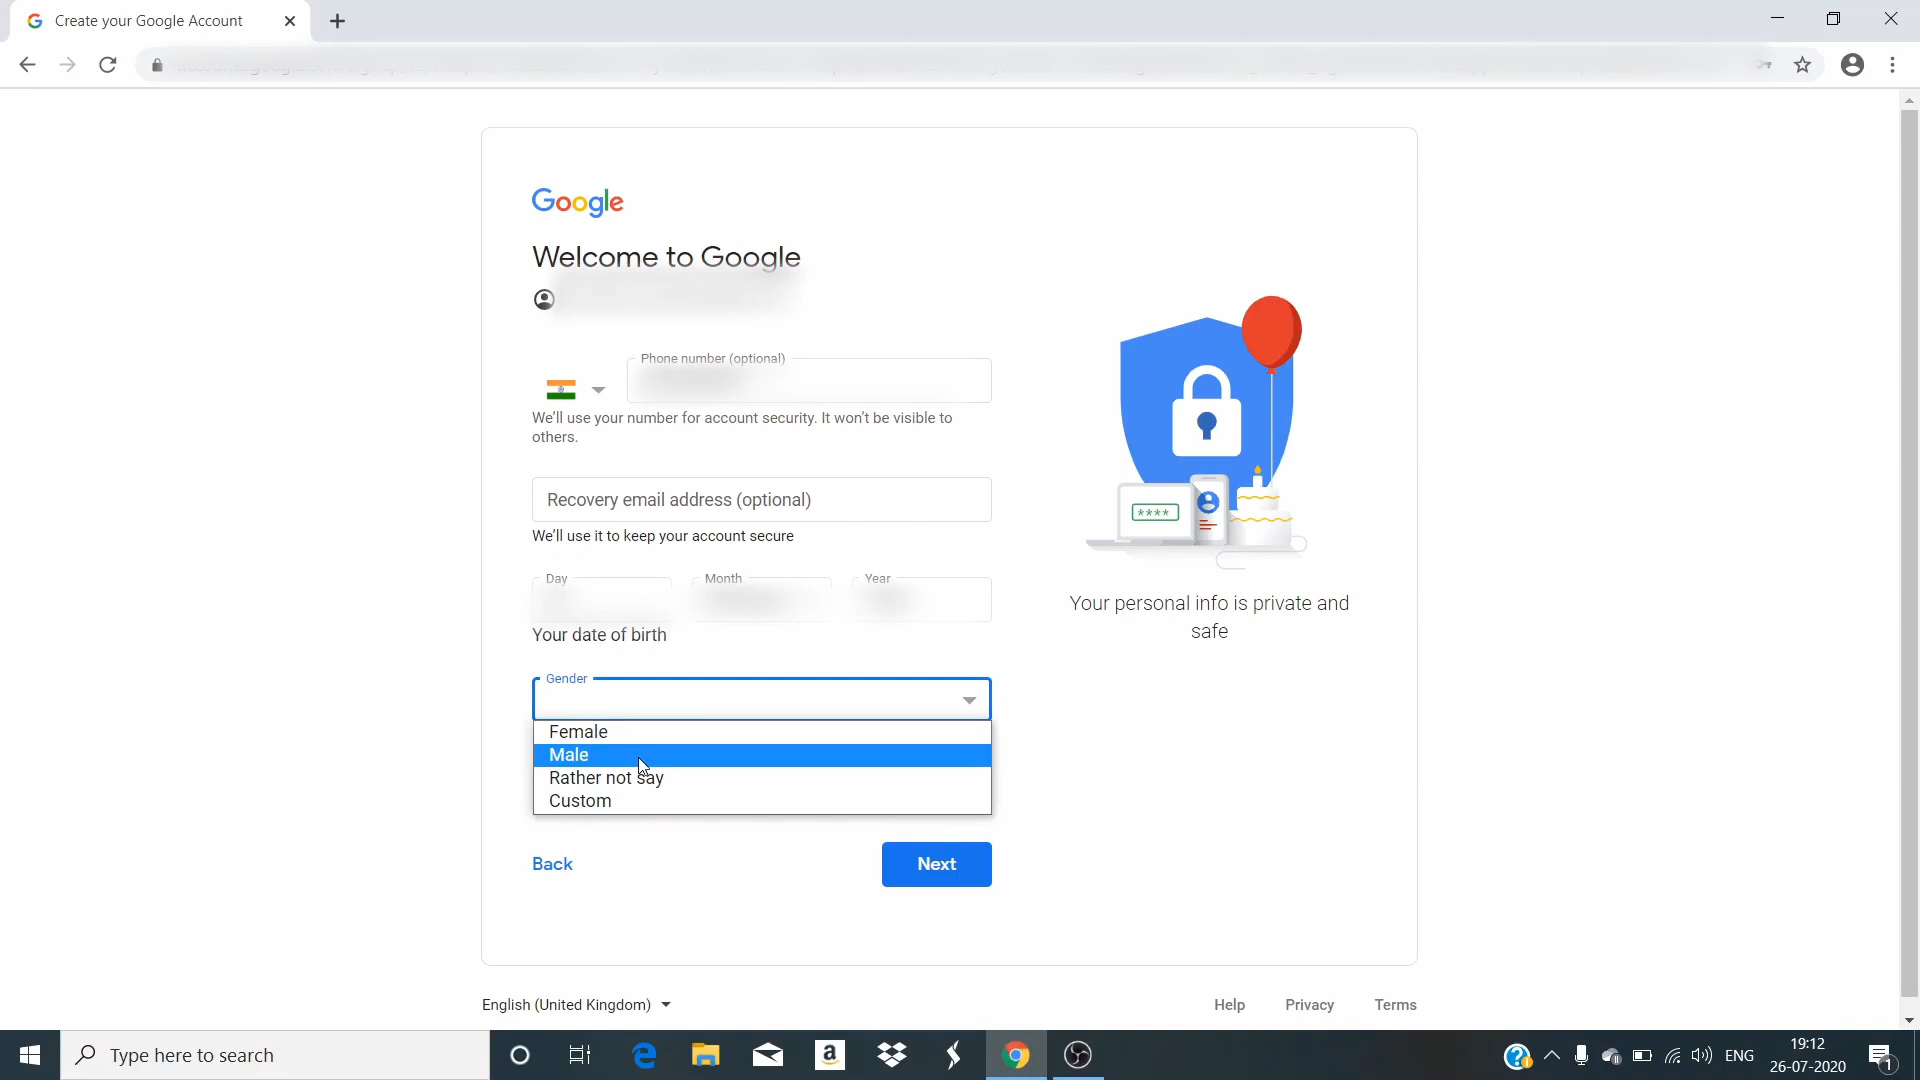 Create your Google Account
Google
Welcome to Google
Phone number (optional)
We'll use your number for account security. It won't be visible to
others.
Recovery email address (optional)
We'll use it to keep your account secure
Day
Month
Year
Your date of birth
Gender
Female
Male
Rather not say
Custom
Back
Next
****
Your personal info is private and
safe
English (United Kingdom)
Help
Privacy
Terms
Type here to search
a
ENG
19:12
26-07-2020
1